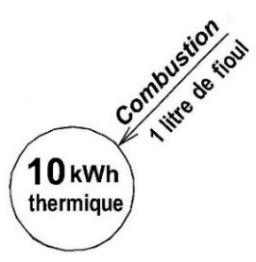 Combustion
1 litre de fioul
10 kWh
thermique